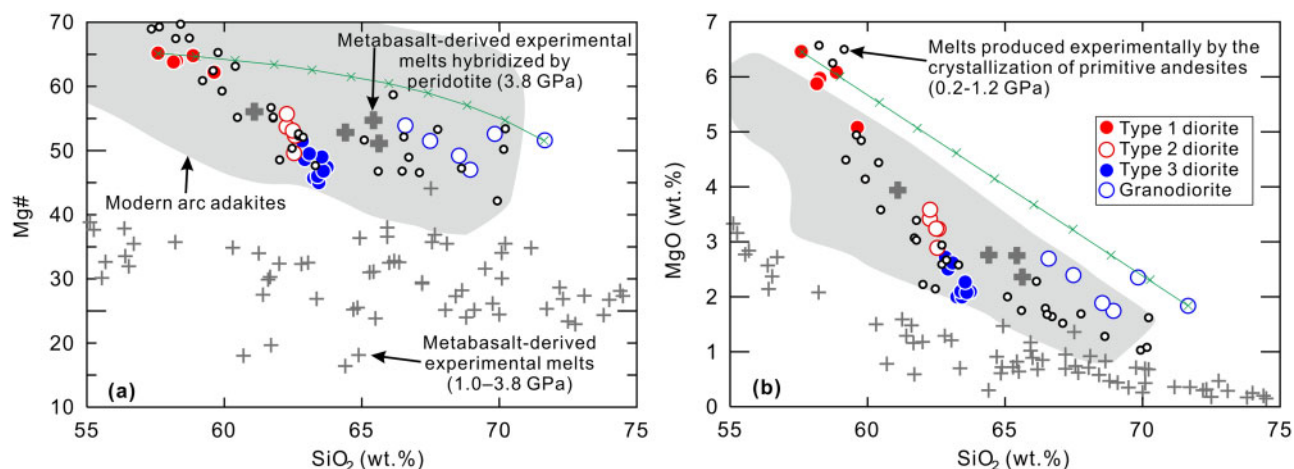 70
60
50
40
30
20
10
Mg#
Metabasalt-derived experimental
melts hybridized by
peridotite (3.8 GPa)
Modern arc adakites
Metabasalt-derived
experimental melts
(1.0–3.8 GPa)
(a)
55
60
65
70
75
SiO2 (wt.%)
7
6
5
4
3
2
1
0
MgO (wt.%)
Melts produced experimentally by the
crystallization of primitive andesites
(0.2-1.2 GPa)
Type 1 diorite
Type 2 diorite
Type 3 diorite
Granodiorite
(b)
55
60
65
70
75
SiO2 (wt.%)